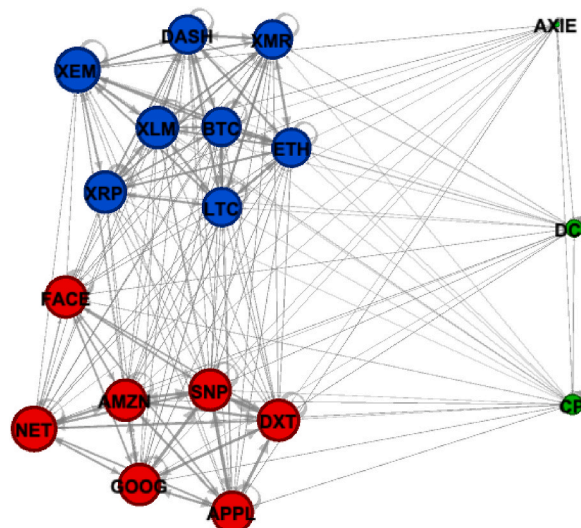 AXIE
DASH
XMR
XEM
XLM
BTC
ETH
XRP
LTC
DC
FACE
SNP
AMZN
CP
DXT
NET
GOOG
APPL